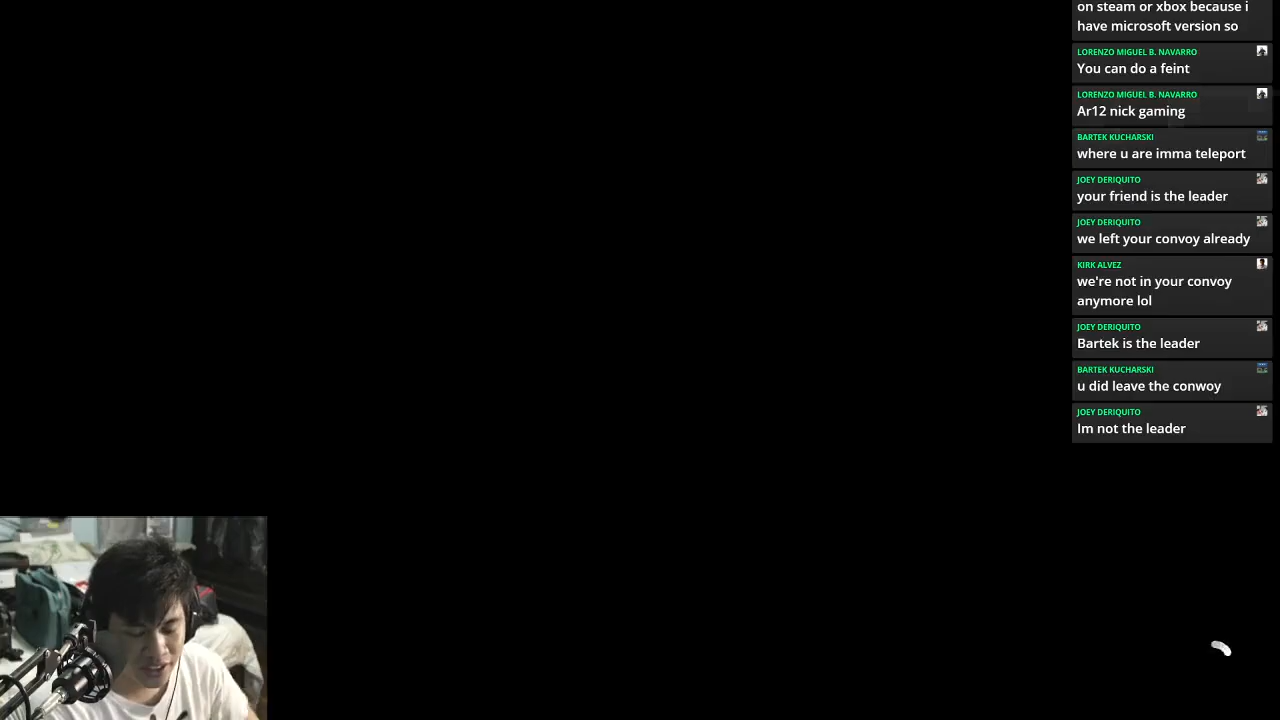 on steam or xbox because i
have microsoft version so
LORENZO MIGUEL B. NAVARRO
You can do a feint
LORENZO MIGUEL B. NAVARRO
Ar12 nick gaming
BARTEK KUCHARSKI
where u are imma teleport
JOEY DERIQUITO
your friend is the leader
JOEY DERIQUITO
we left your convoy already
KIRK ALVEZ
we're not in your convoy
anymore lol
JOEY DERIQUITO
Bartek is the leader
BARTEK KUCHARSKI
u did leave the conwoy
JOEY DERIQUITO
Im not the leader